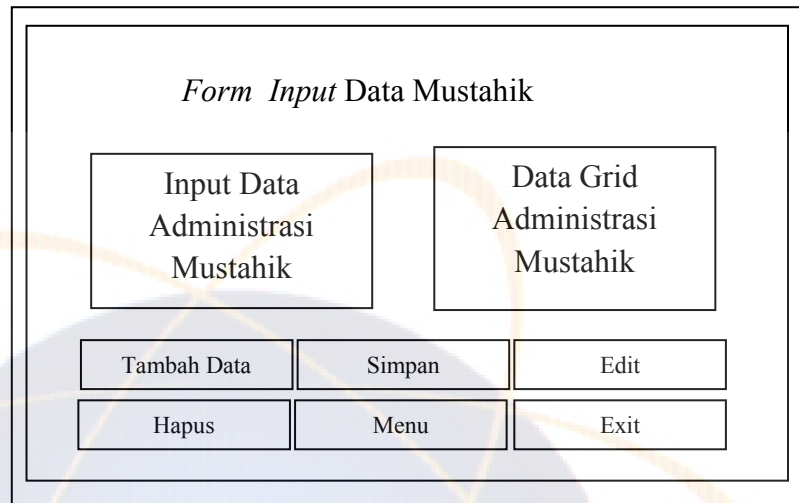 Form Input Data Mustahik
Input Data
Administrasi
Mustahik
Data Grid
Administrasi
Mustahik
Tambah Data
Simpan
Edit
Hapus
Menu
Exit